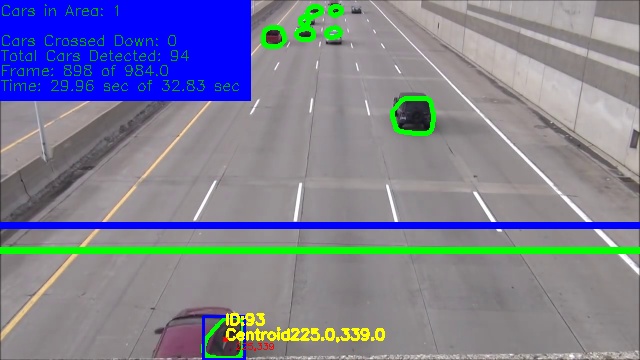 Cars in Area: 1
Cars Crossed Down: 0
Total Cars Detected: 94
Frame: 898 of 984.0
Time: 29.96 sec of 32.83 sec
ID:93
Centroid225.0,339.0